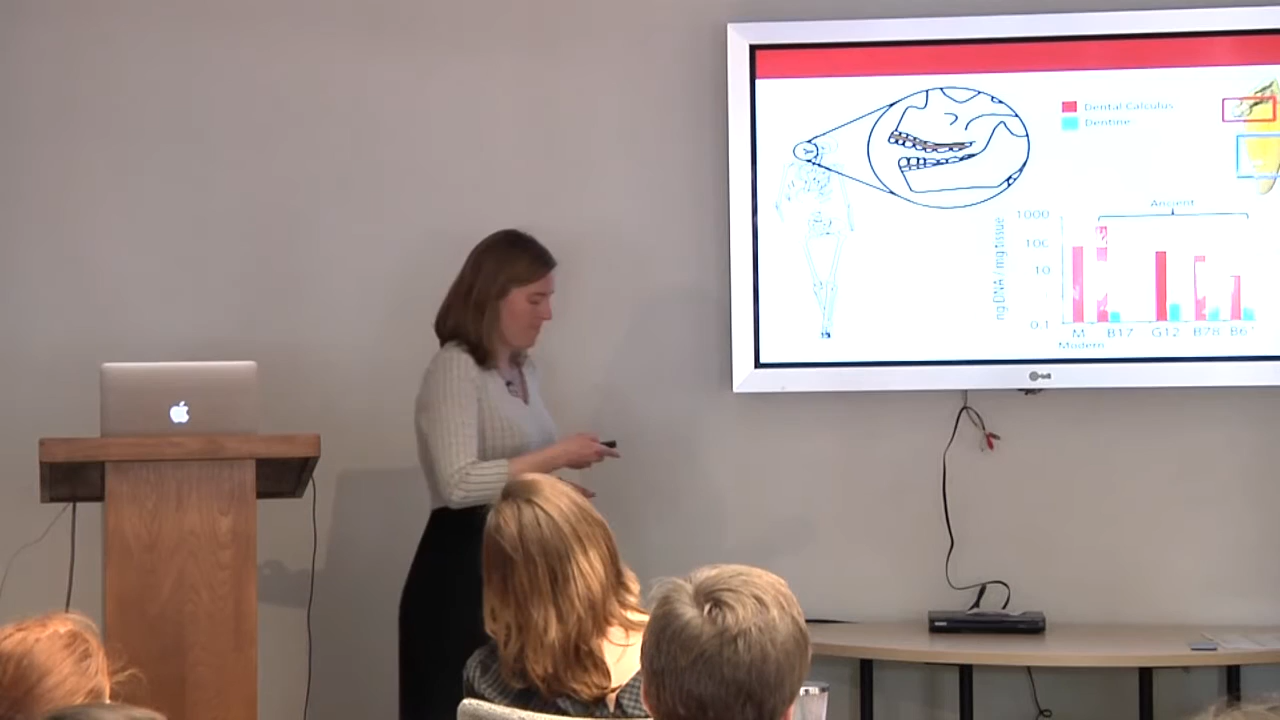 Dental Calculus
Dentine
Ancient
1000
100
10
0.1
ng DNA / mg tissue
M
B17
G12
B78
B61
Modern
LG